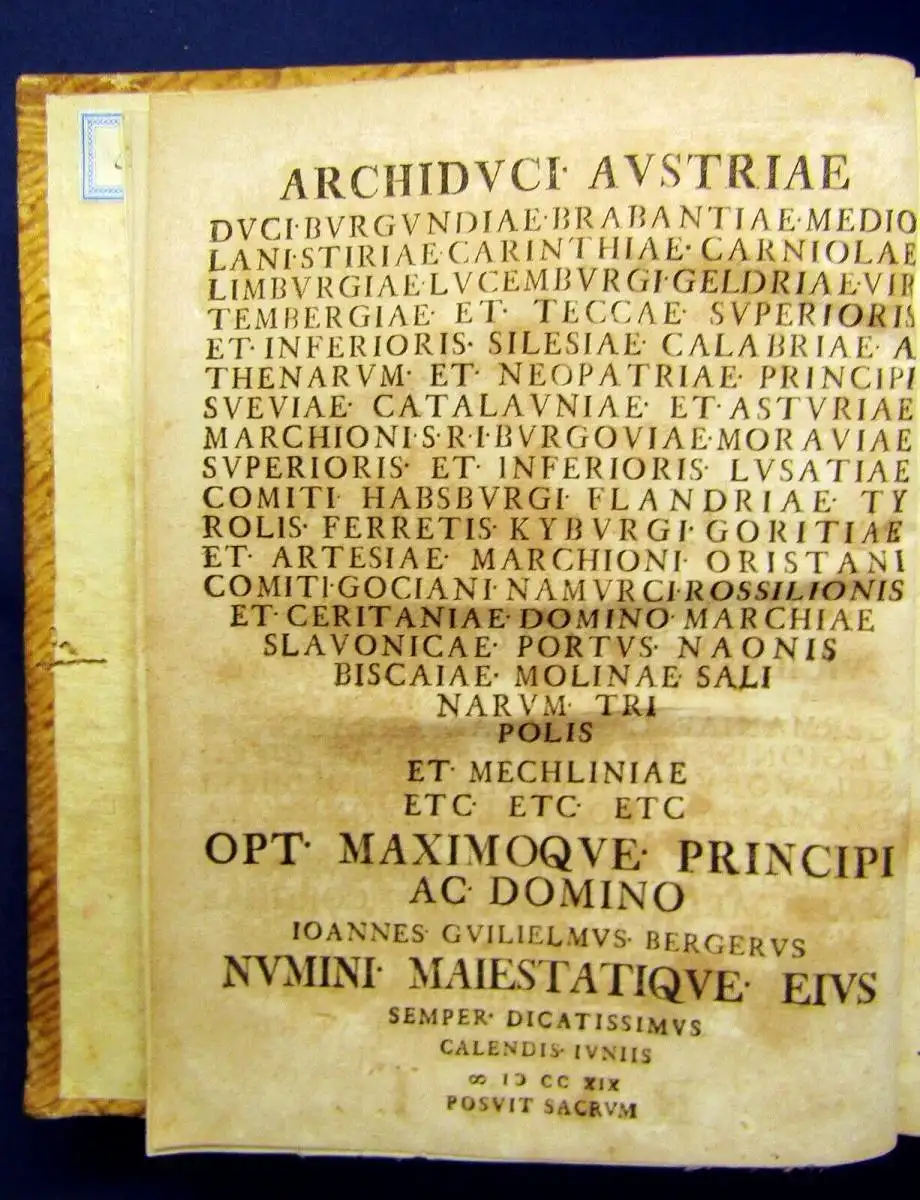 ARCHIDVCI· AVSTRIAE
DVCI·BVRGVNDIAE·BRABANTIAE·MEDIO
LANI·STIRIAE·CARINTHIAE· CARNIOLAE
LIMBVRGIAE·LVCEMBVRGI·GELDRIAE·VIR
TEMBERGIAE· ET· TECCAE· SVPERIORIS
ET· INFERIORIS· SILESIAE· CALABRIAE· A
THENARVM· ET· NEOPATRIAE· PRINCIPI
SVEVIAE· CATALAVNIAE· ET· ASTVRIAE
MARCHIONI·S·R·I·BVRGOVIAE·MORAVIAE
SVPERIORIS· ET· INFERIORIS· LVSATIAE
COMITI· HABSBVRGI· FLANDRIAE· TY
ROLIS· FERRETIS· KYBVRGI· GORITIAE
ET· ARTESIAE· MARCHIONI· ORISTANI
COMITI·GOCIANI·NAMVRCI·ROSSILIONIS
ET· CERITANIAE· DOMINO· MARCHIAE
SLAVONICAE· PORTVS· NAONIS
BISCAIAE· MOLINAE· SALI
NARVM· TRI
POLIS
ET· MECHLINIAE
ETC· ETC· ETC
OPT· MAXIMOQVE· PRINCIPI
AC· DOMINO
IOANNES· GVILIELMVS· BERGERVS
NVMINI· MAIESTATIQVE· EIVS
SEMPER· DICATISSIMVS
CALENDIS· IVNIIS
∞ IƆ CC XIX
POSVIT SACRVM